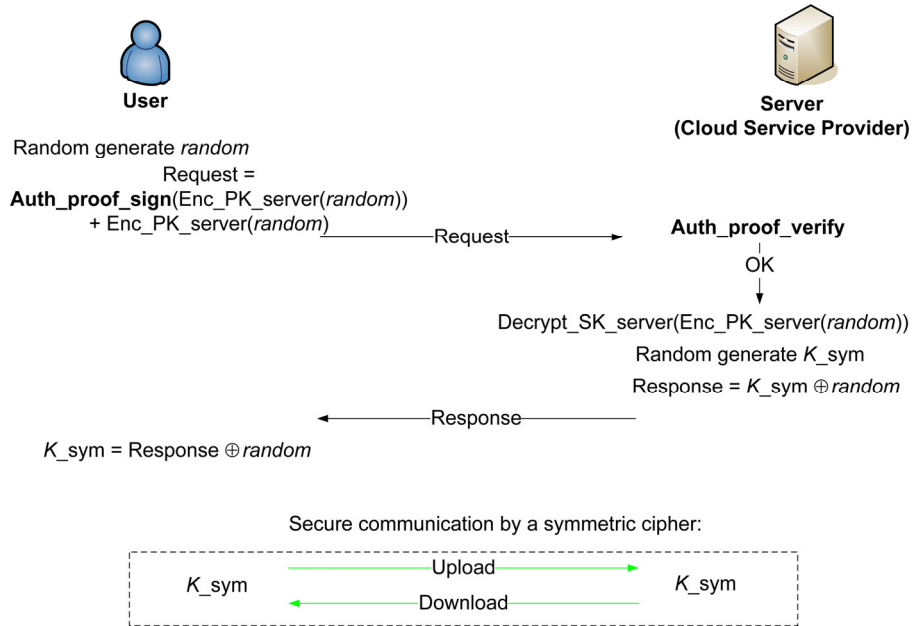 User
Server
(Cloud Service Provider)
Random generate random
Request =
Auth_proof_sign(Enc_PK_server(random))
+ Enc_PK_server(random)
Request
Auth_proof_verify
OK
Decrypt_SK_server(Enc_PK_server(random))
Random generate K_sym
Response = K_sym ⊕ random
Response
K_sym = Response ⊕ random
Secure communication by a symmetric cipher:
K_sym
Upload
K_sym
Download